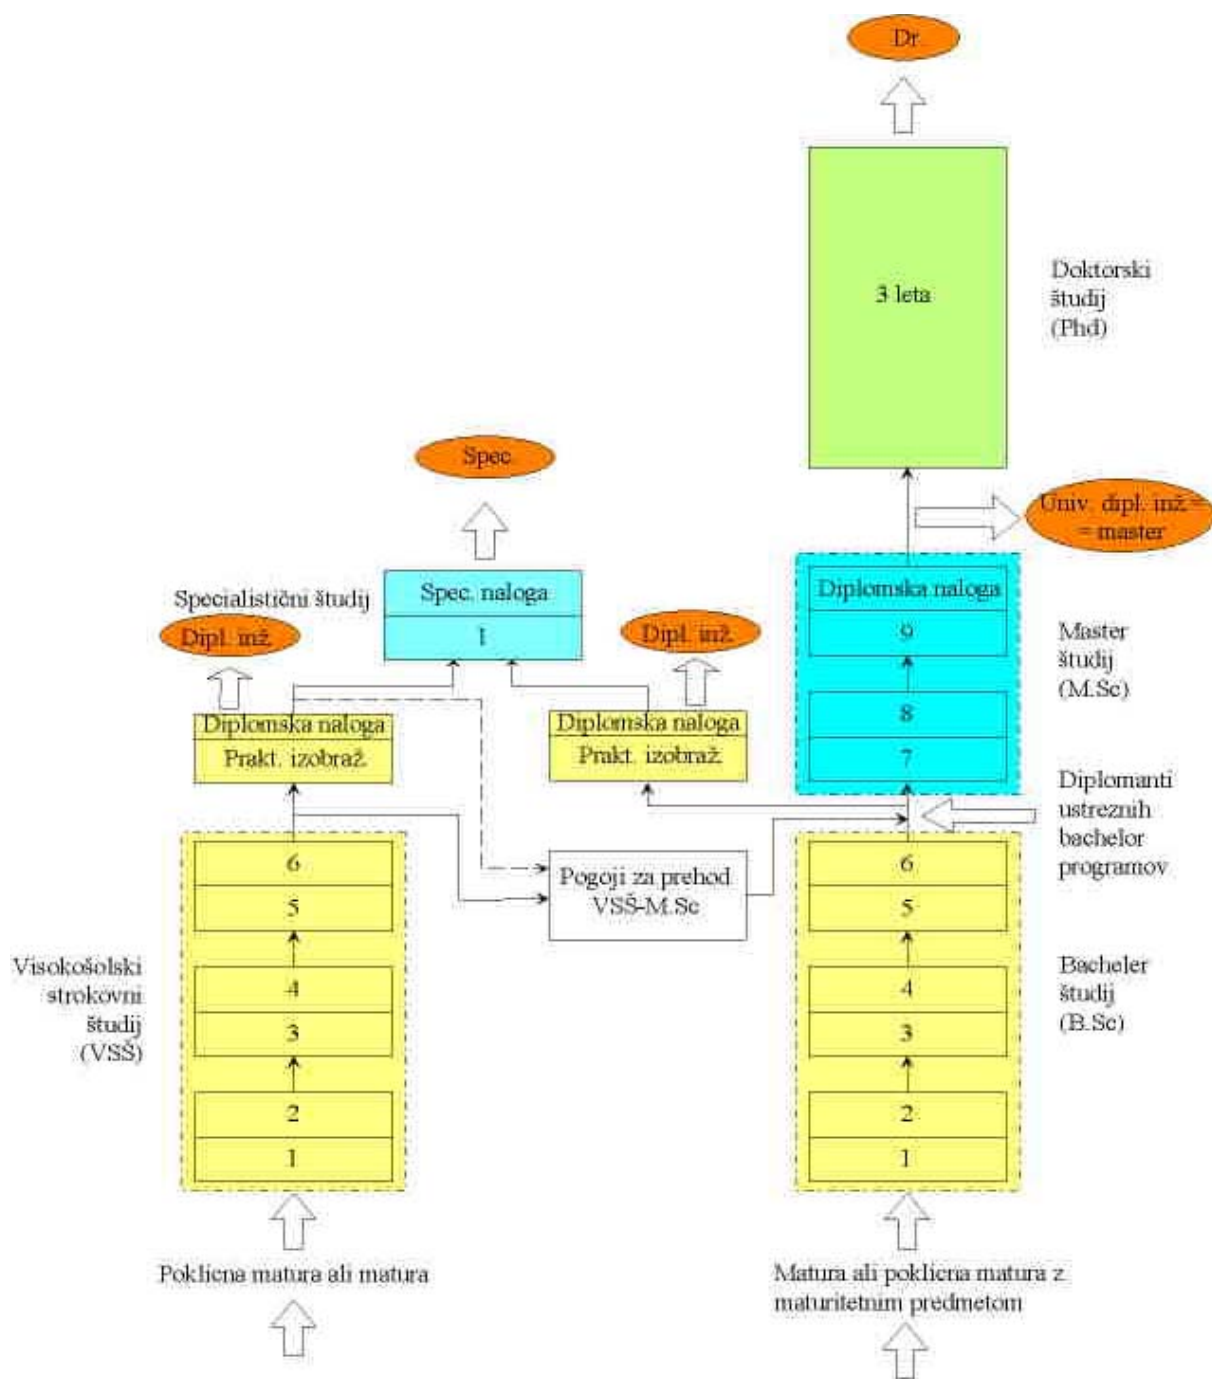 Dr.
3 leta
Doktorski
študij
(Phd)
Spec.
Univ. dipl. inž. =
= master
Specialistični študij
Spec. naloga
1
Dipl. inž.
Dipl. inž.
Diplomska naloga
9
8
7
Master
študij
(M.Sc)
Diplomska naloga
Prakt. izobraž.
Diplomska naloga
Prakt. izobraž.
Diplomanti
ustreznih
bachelor
programov
Pogoji za prehod
VSŠ-M.Sc
6
5
4
3
2
1
Visokošolski
strokovni
študij
(VSŠ)
6
5
4
3
2
1
Bacheler
študij
(B.Sc)
Poklicna matura ali matura
Matura ali poklicna matura z
maturitetnim predmetom